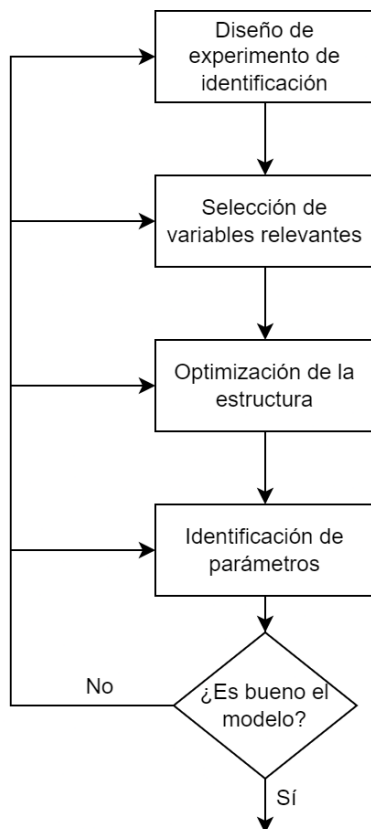 Diseño de
experimento de
identificación
Selección de
variables relevantes
Optimización de la
estructura
Identificación de
parámetros
¿Es bueno el
modelo?
No
Sí